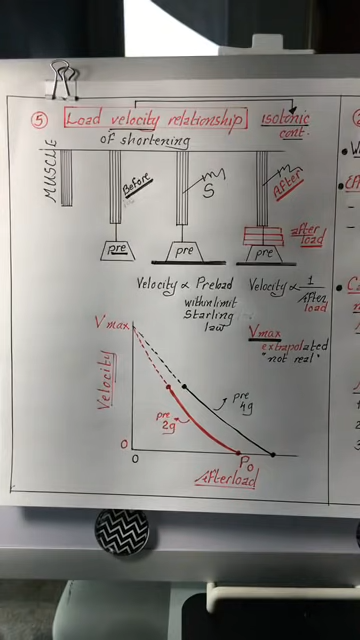 ⑤ Load velocity relationship isotonic
of shortening cont.
MUSCLE
Before
S
After
after
load
pre
pre
pre
Velocity ∝ Preload
within limit
Starling
law
Velocity ∝ 1/After
load
Vmax
extrapolated
"not real"
Vmax
Velocity
pre
4g
pre
2g
0
0
P₀
Afterload